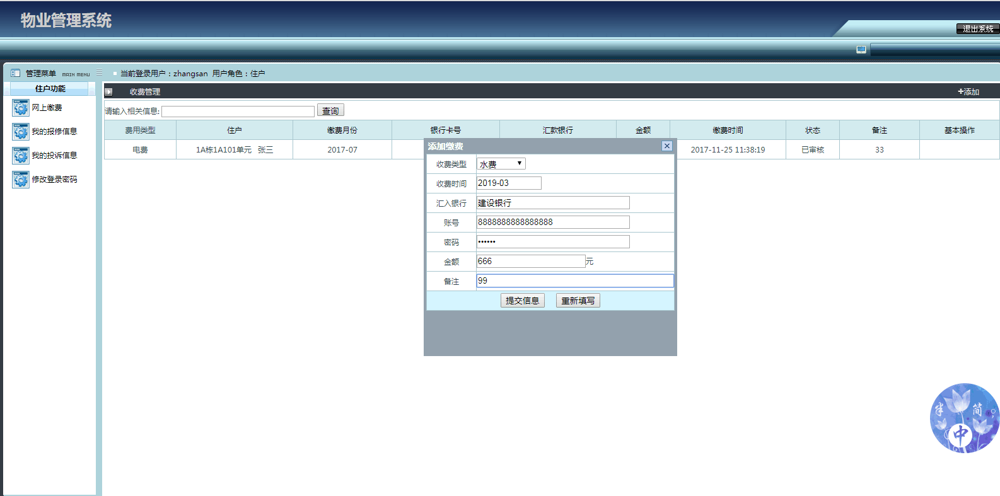 物业管理系统
退出系统
管理菜单 MAIN MENU
当前登录用户：zhangsan 用户角色：住户
住户功能
网上缴费
我的报修信息
我的投诉信息
修改登录密码
收费管理
+添加
请输入相关信息:
查询
费用类型 住户 缴费月份 银行卡号 汇款银行 金额 缴费时间 状态 备注 基本操作
电费 1A栋1A101单元 张三 2017-07 2017-11-25 11:38:19 已审核 33
添加缴费
收费类型 水费
收费时间 2019-03
汇入银行 建设银行
账号 8888888888888888
密码 ••••••
金额 666 元
备注 99
提交信息 重新填写
半 简
中